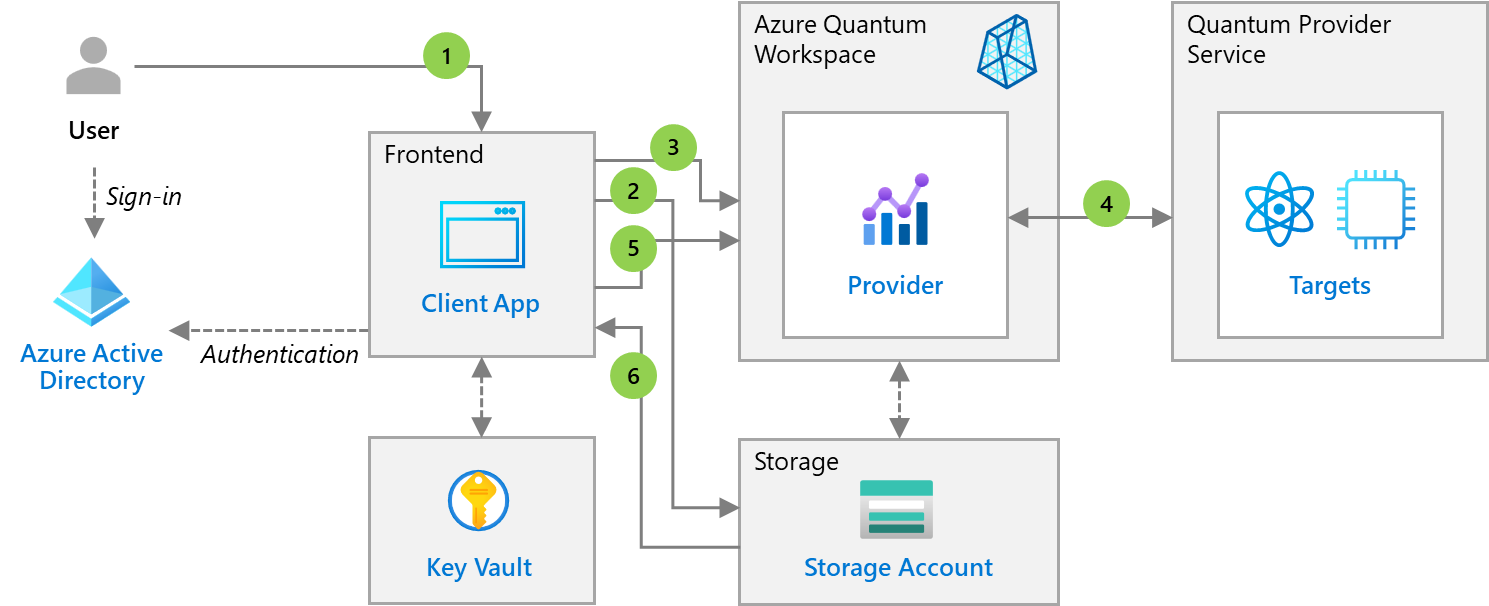 User
Sign-in
Azure Active
Directory
Authentication
1
Frontend
Client App
Key Vault
3
2
5
6
Azure Quantum
Workspace
Provider
Storage
Storage Account
4
Quantum Provider
Service
Targets